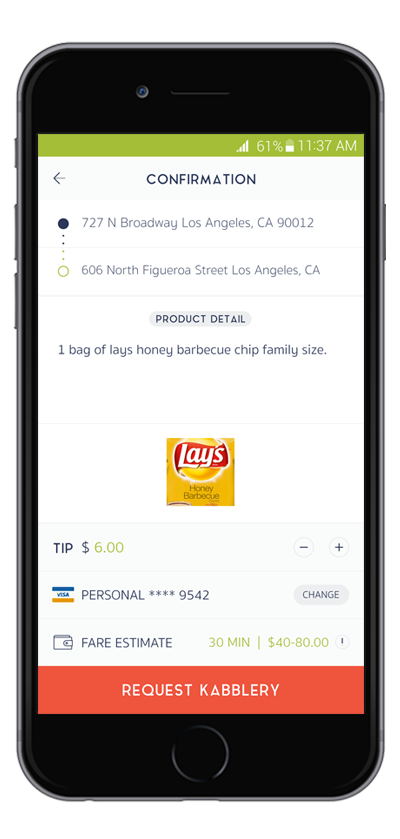 61% 11:37 AM
CONFIRMATION
727 N Broadway Los Angeles, CA 90012
606 North Figueroa Street Los Angeles, CA
PRODUCT DETAIL
1 bag of lays honey barbecue chip family size.
Lay's
Honey
Barbecue
TIP $ 6.00
VISA PERSONAL **** 9542 CHANGE
FARE ESTIMATE 30 MIN | $40-80.00 !
REQUEST KABBLERY